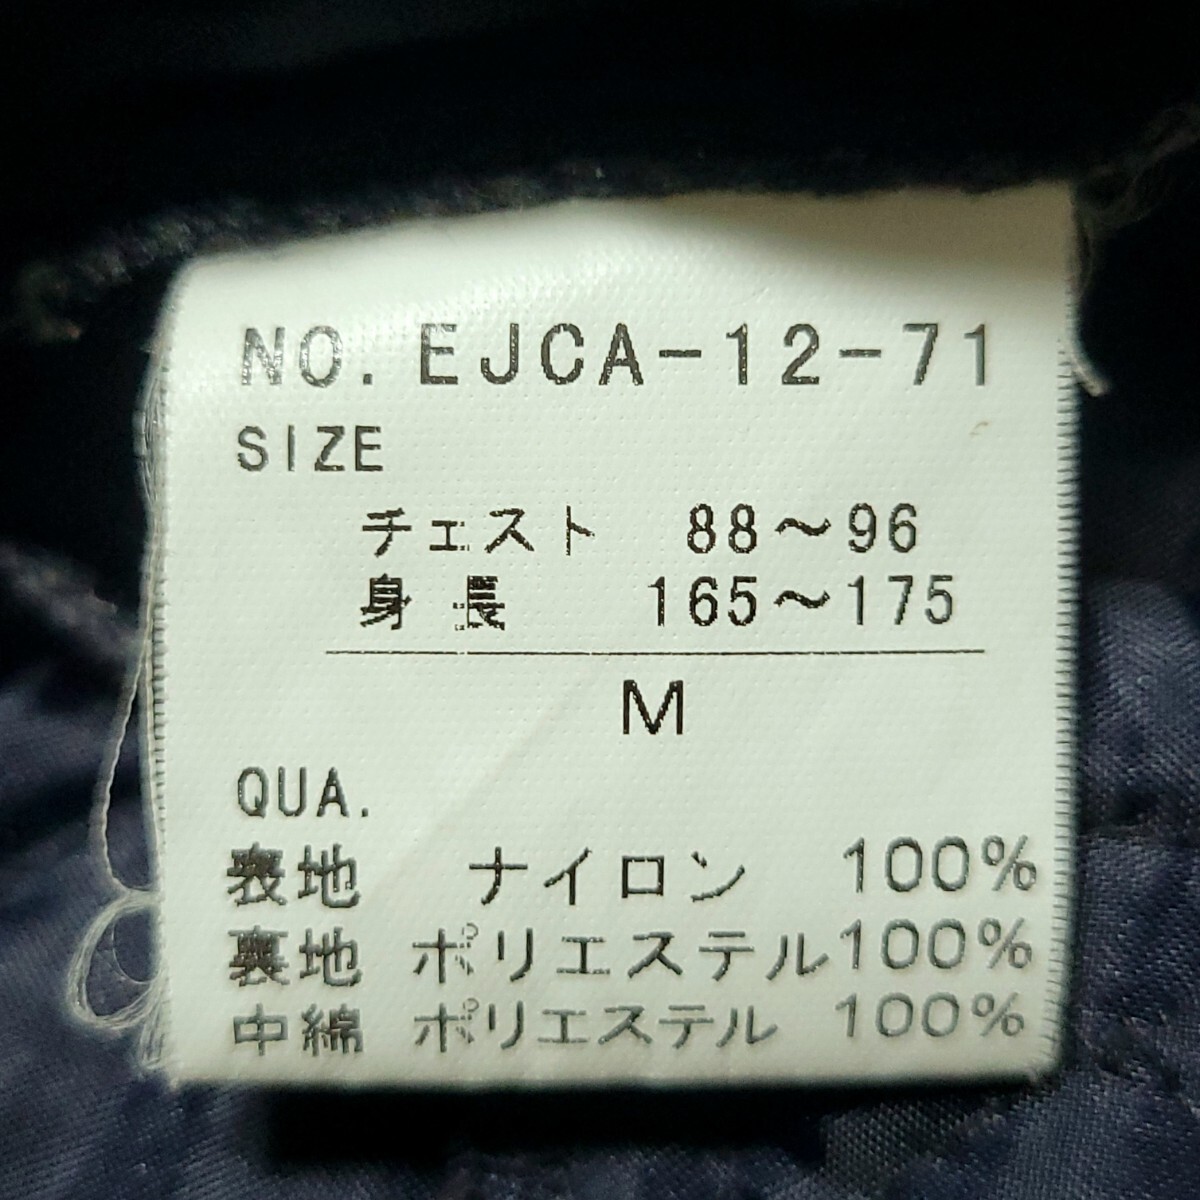 NO. EJCA-12-71
SIZE
チェスト 88～96
身長 165～175
M
QUA.
表地 ナイロン 100%
裏地 ポリエステル100%
中綿 ポリエステル 100%